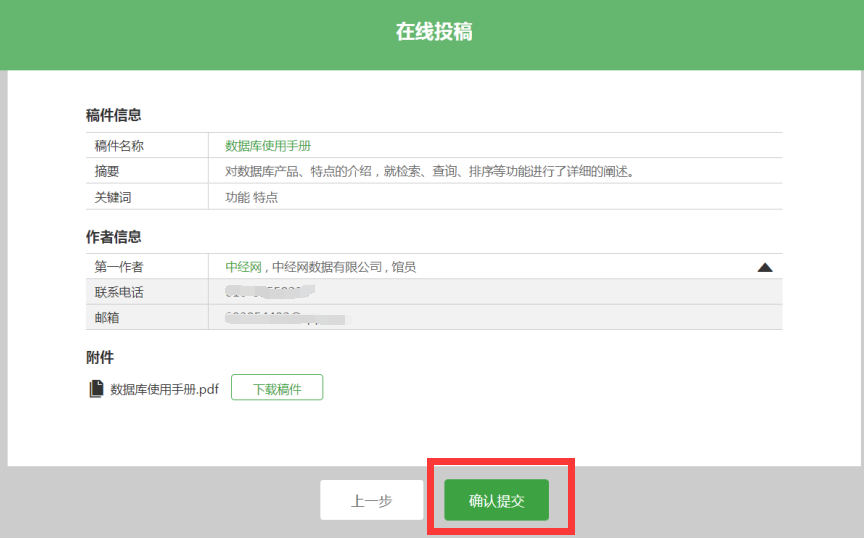 在线投稿
稿件信息
稿件名称 数据库使用手册
摘要 对数据库产品、特点的介绍，就检索、查询、排序等功能进行了详细的阐述。
关键词 功能 特点
作者信息
第一作者 中经网 , 中经网数据有限公司 , 馆员
联系电话
邮箱
附件
数据库使用手册.pdf 下载稿件
上一步 确认提交